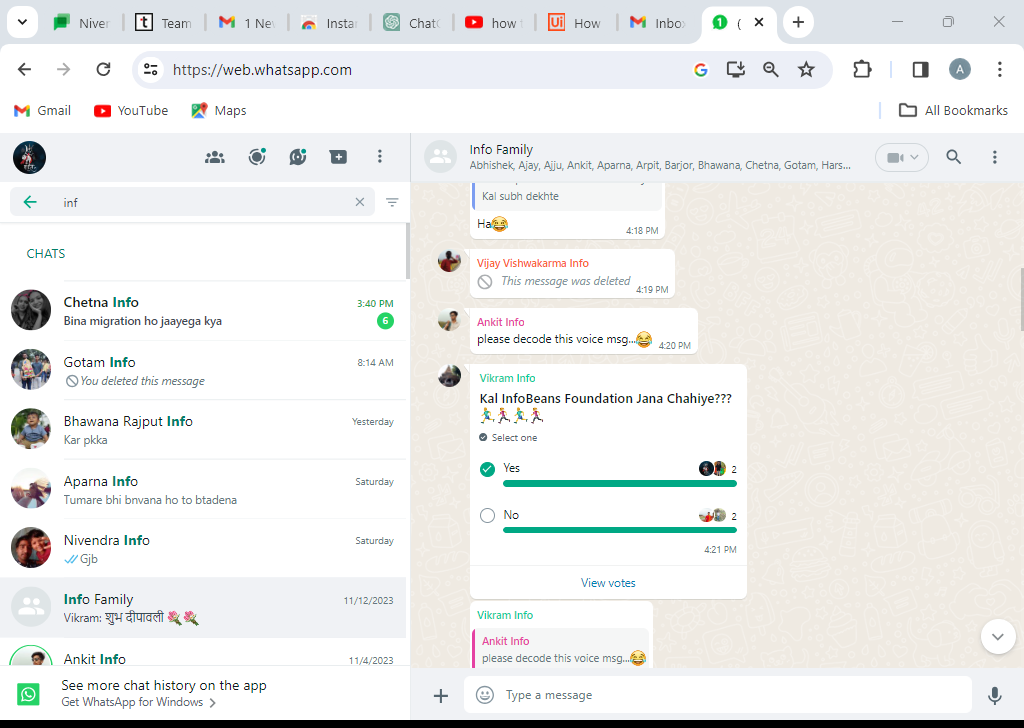 Niver
Team
1 Nev
Instar
ChatG
how t
How
Inbo
(
https://web.whatsapp.com
A
Gmail
YouTube
Maps
All Bookmarks
inf
CHATS
Chetna Info
3:40 PM
Bina migration ho jaayega kya
6
Gotam Info
8:14 AM
You deleted this message
Bhawana Rajput Info
Yesterday
Kar pkka
Aparna Info
Saturday
Tumare bhi bnvana ho to btadena
Nivendra Info
Saturday
Gjb
Info Family
11/12/2023
Vikram: शुभ दीपावली 💐💐
Ankit Info
11/4/2023
See more chat history on the app
Get WhatsApp for Windows
Info Family
Abhishek, Ajay, Ajju, Ankit, Aparna, Arpit, Barjor, Bhawana, Chetna, Gotam, Hars...
Kal subh dekhte
Ha😂
4:18 PM
Vijay Vishwakarma Info
This message was deleted
4:19 PM
Ankit Info
please decode this voice msg...😂
4:20 PM
Vikram Info
Kal InfoBeans Foundation Jana Chahiye???
🏃‍♂️🏃‍♀️🏃‍♂️🏃‍♀️
Select one
Yes
2
No
2
4:21 PM
View votes
Vikram Info
Ankit Info
please decode this voice msg...😂
Type a message